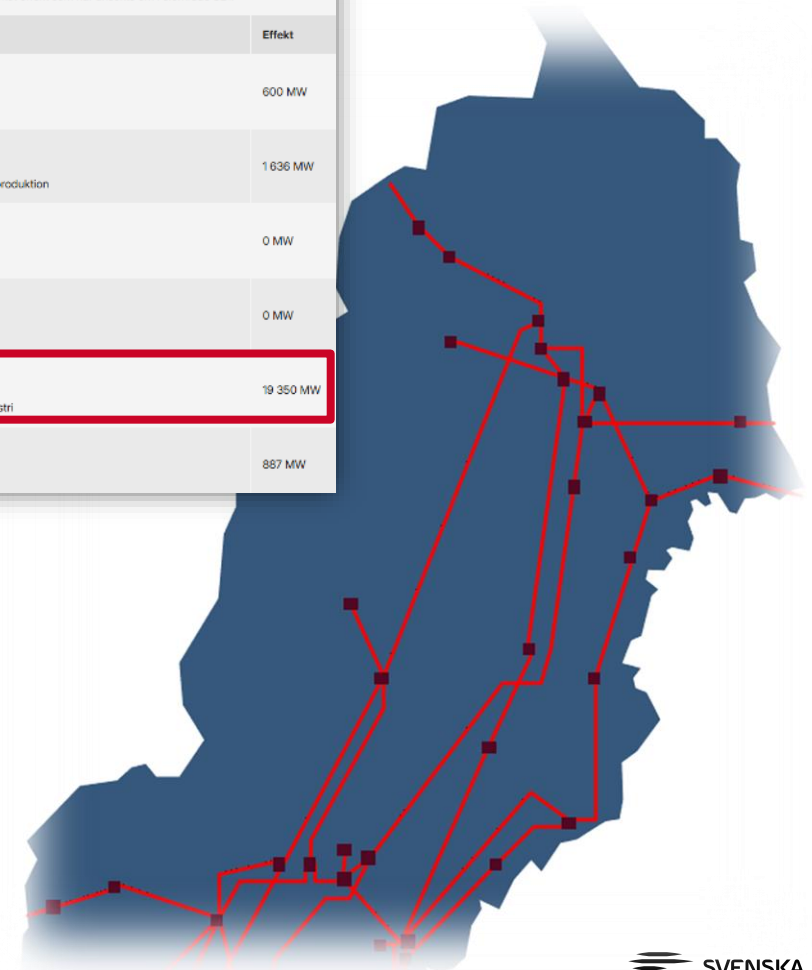 Effekt
600 MW
1 636 MW
roduktion
0 MW
0 MW
19 350 MW
stri
887 MW
SVENSKA